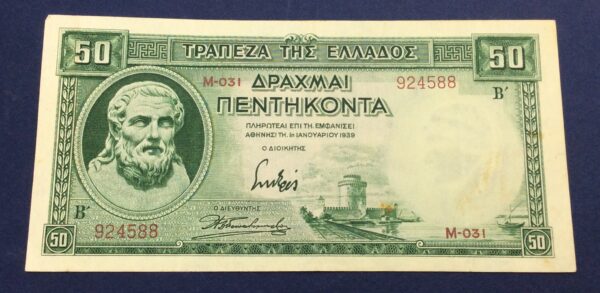 50 ΤΡΑΠΕΖΑ ΤΗΣ ΕΛΛΑΔΟΣ 50
Μ-031 ΔΡΑΧΜΑΙ 924588
ΠΕΝΤΗΚΟΝΤΑ Β΄
ΠΛΗΡΩΤΕΑΙ ΕΠΙ ΤΗ ΕΜΦΑΝΙΣΕΙ
ΑΘΗΝΗΣΙ ΤΗ, 1η ΙΑΝΟΥΑΡΙΟΥ 1939
Ο ΔΙΟΙΚΗΤΗΣ
Ο ΔΙΕΥΘΥΝΤΗΣ
Β΄
924588 Μ-031
50 50